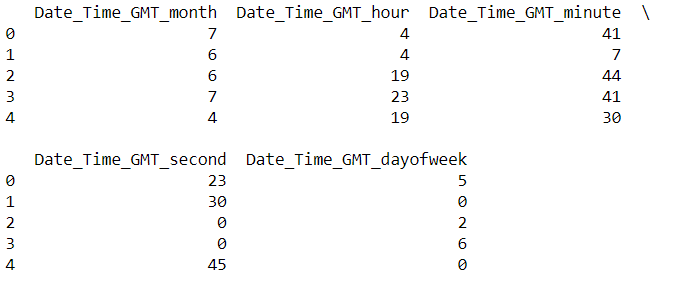 Date_Time_GMT_month Date_Time_GMT_hour Date_Time_GMT_minute \
0 7 4 41
1 6 4 7
2 6 19 44
3 7 23 41
4 4 19 30
Date_Time_GMT_second Date_Time_GMT_dayofweek
0 23 5
1 30 0
2 0 2
3 0 6
4 45 0